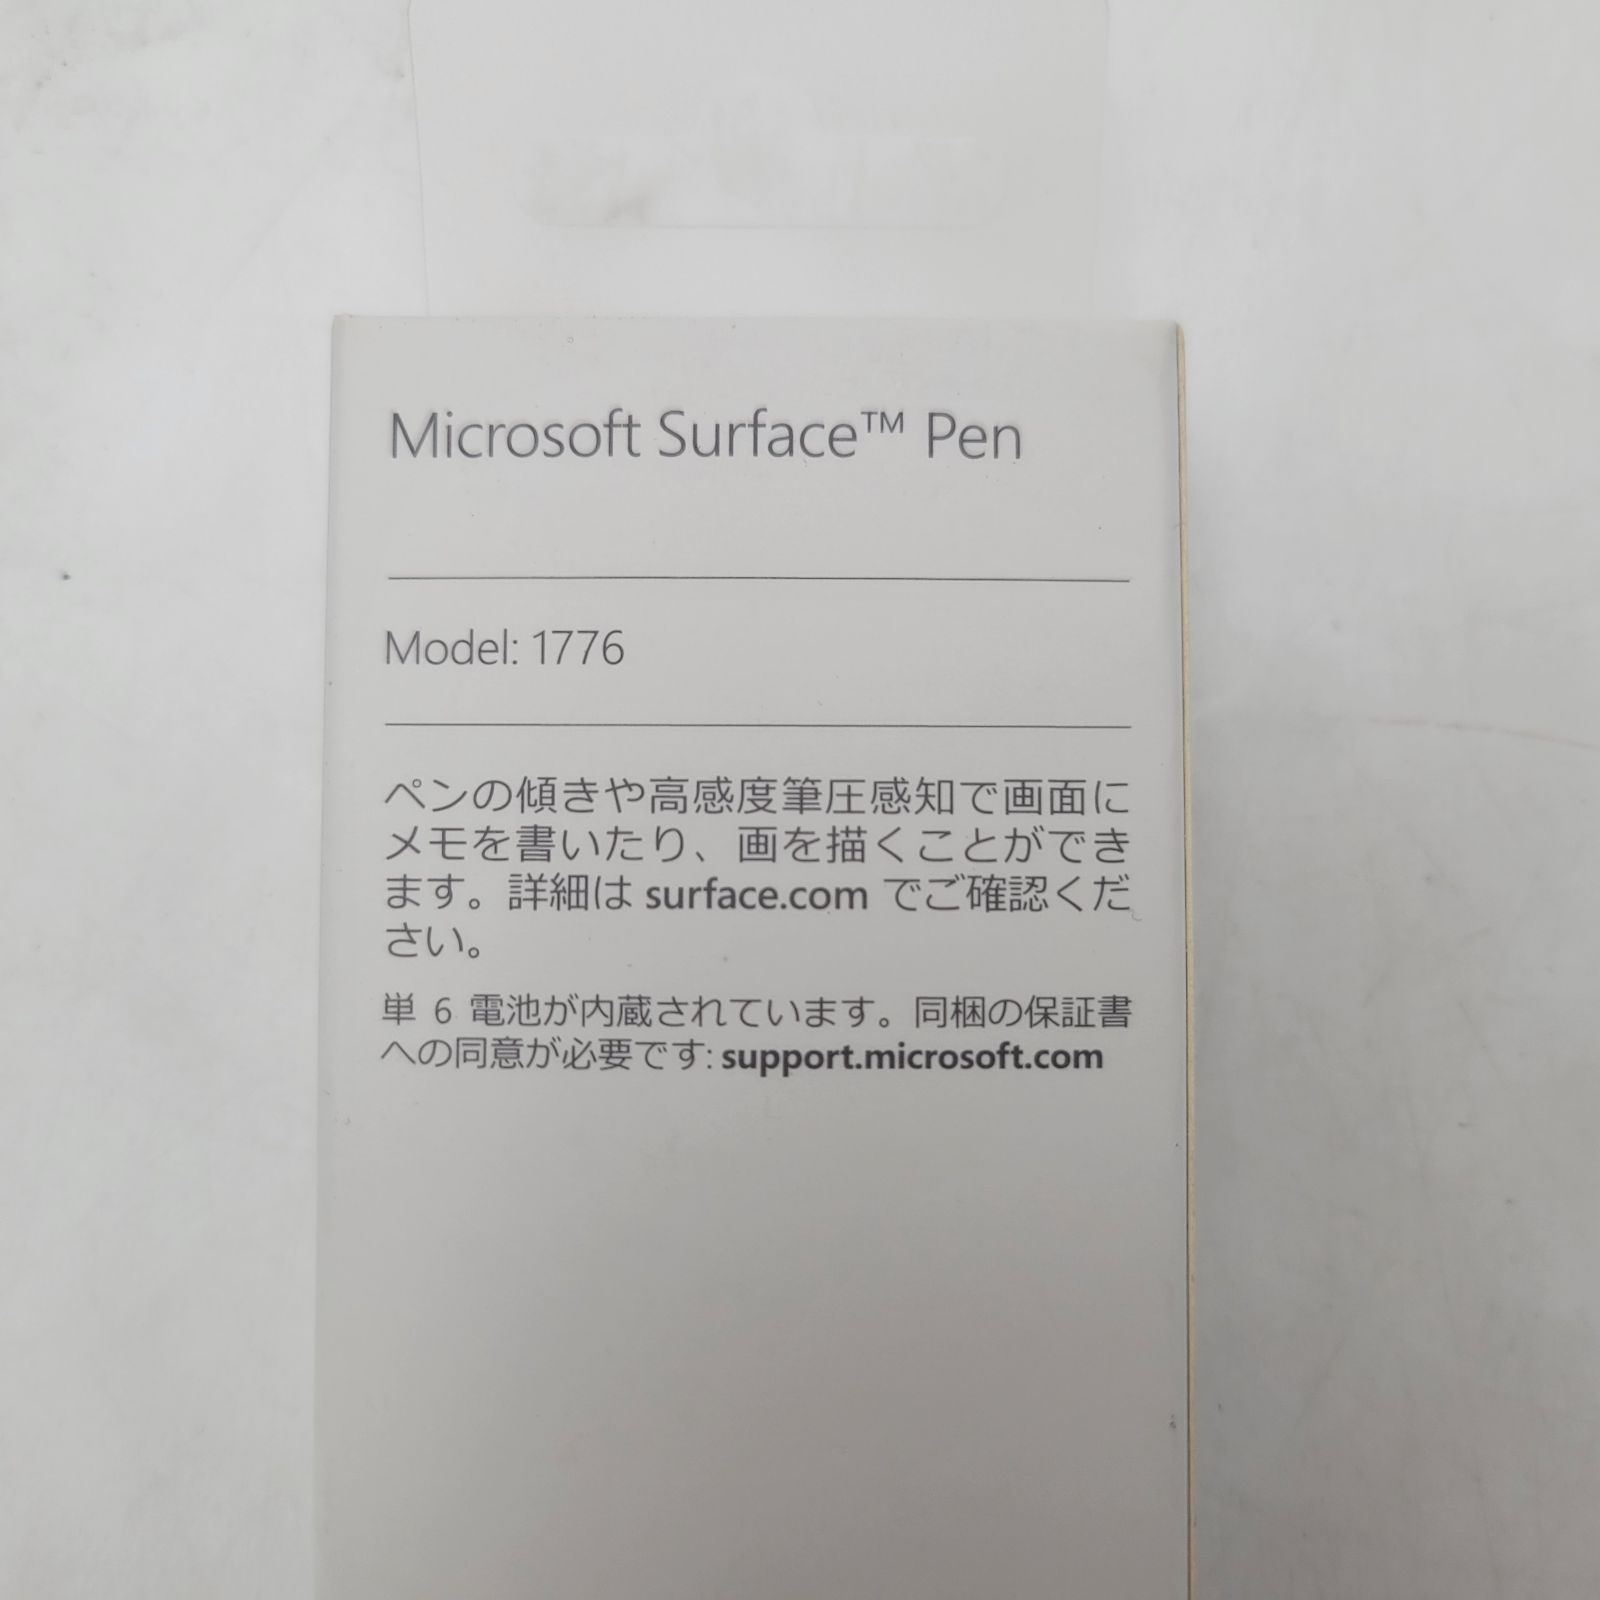 Microsoft Surface™ Pen
Model: 1776
ペンの傾きや高感度筆圧感知で画面に
メモを書いたり、画を描くことができ
ます。詳細は surface.com でご確認くだ
さい。
単 6 電池が内蔵されています。同梱の保証書
への同意が必要です: support.microsoft.com